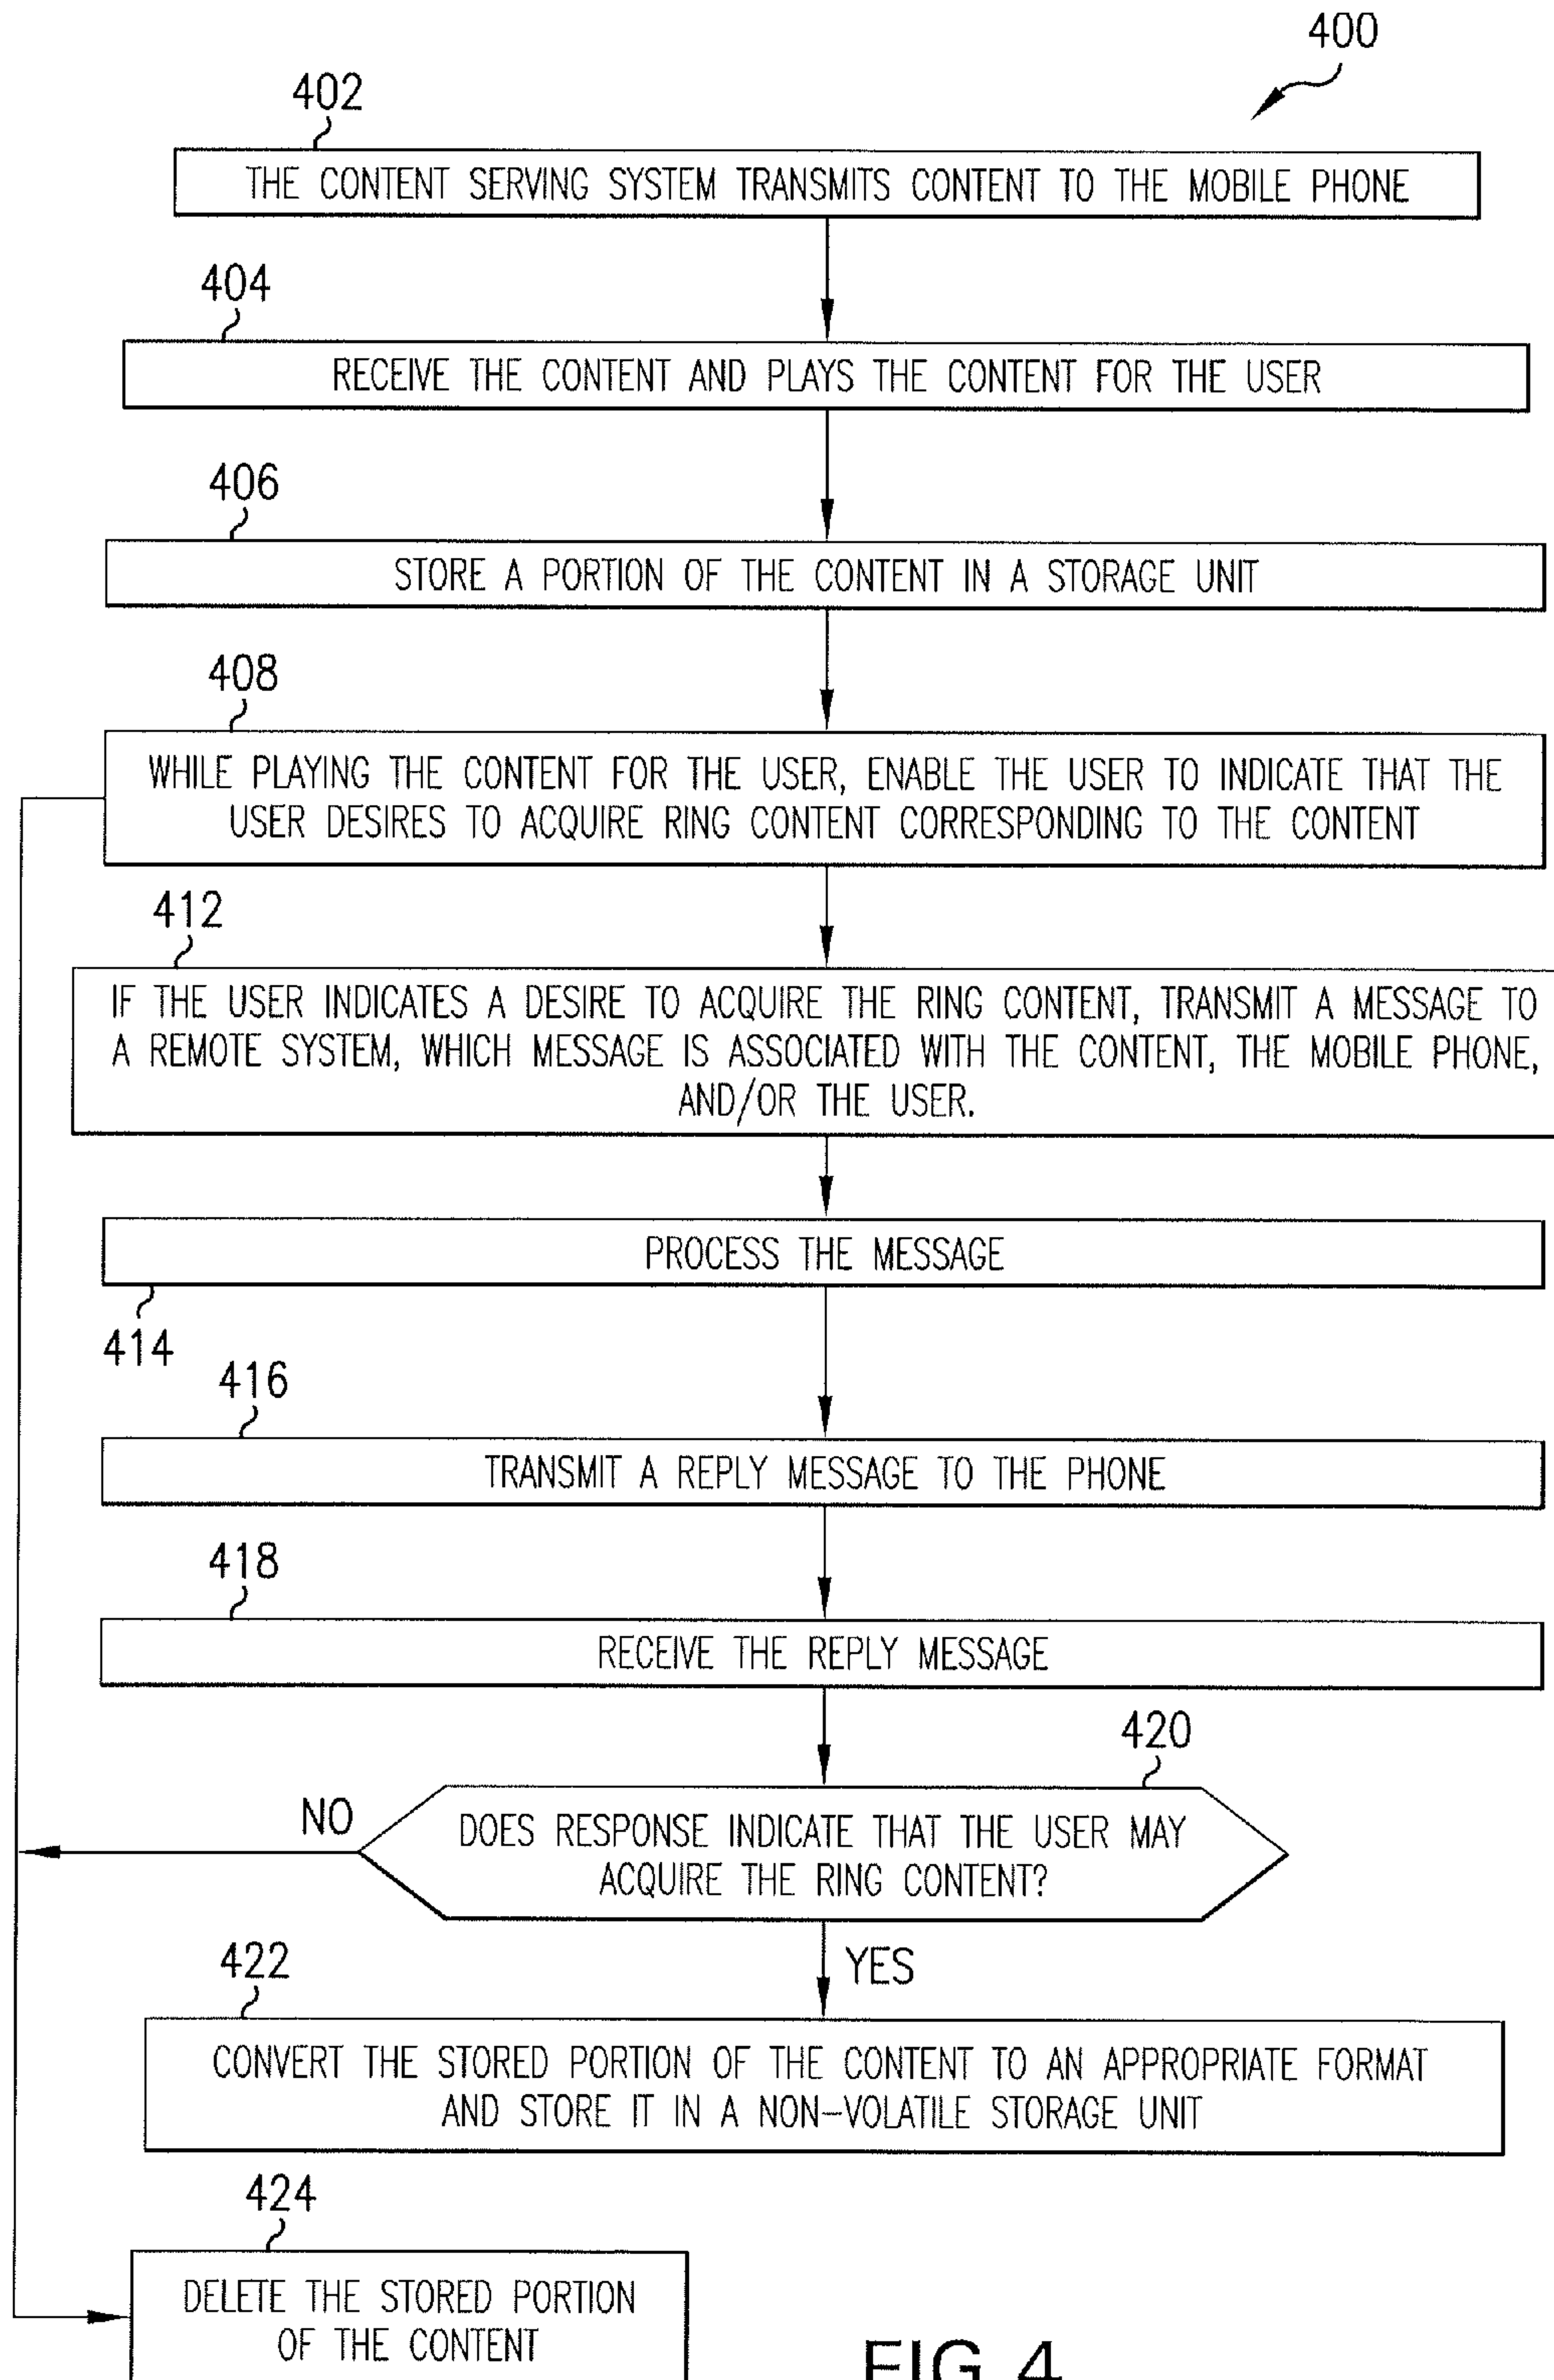 400
402
THE CONTENT SERVING SYSTEM TRANSMITS CONTENT TO THE MOBILE PHONE
404
RECEIVE THE CONTENT AND PLAYS THE CONTENT FOR THE USER
406
STORE A PORTION OF THE CONTENT IN A STORAGE UNIT
408
WHILE PLAYING THE CONTENT FOR THE USER, ENABLE THE USER TO INDICATE THAT THE
USER DESIRES TO ACQUIRE RING CONTENT CORRESPONDING TO THE CONTENT
412
IF THE USER INDICATES A DESIRE TO ACQUIRE THE RING CONTENT, TRANSMIT A MESSAGE TO
A REMOTE SYSTEM, WHICH MESSAGE IS ASSOCIATED WITH THE CONTENT, THE MOBILE PHONE,
AND/OR THE USER.
PROCESS THE MESSAGE
414
416
TRANSMIT A REPLY MESSAGE TO THE PHONE
418
RECEIVE THE REPLY MESSAGE
420
NO
DOES RESPONSE INDICATE THAT THE USER MAY
ACQUIRE THE RING CONTENT?
YES
422
CONVERT THE STORED PORTION OF THE CONTENT TO AN APPROPRIATE FORMAT
AND STORE IT IN A NON-VOLATILE STORAGE UNIT
424
DELETE THE STORED PORTION
OF THE CONTENT
FIG 4